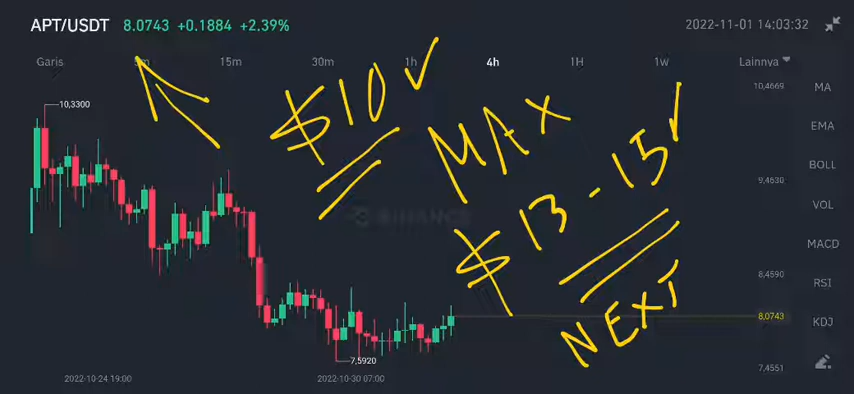 APT/USDT 8.0743 +0.1884 +2.39% 2022-11-01 14:03:32
Garis 5m 15m 30m 1h 4h 1H 1W Lainnya
10,4669
MA
10,3300
$10
EMA
MAX
BOLL
9,4630
$13-15
VOL
BINANCE
MACD
8,4590
RSI
8,0743
KDJ
NEXT
7,5920
7,4551
2022-10-24 19:00 2022-10-30 07:00